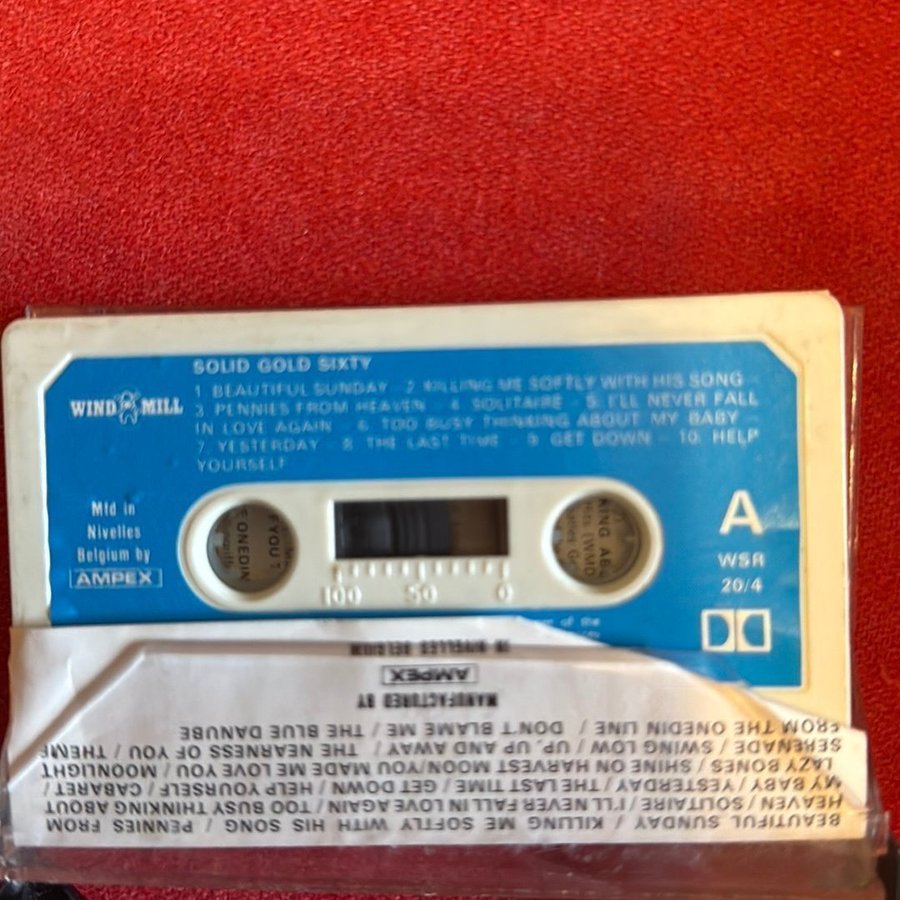 SOLID GOLD SIXTY
1. BEAUTIFUL SUNDAY - 2. KILLING ME SOFTLY WITH HIS SONG -
3. PENNIES FROM HEAVEN - 4. SOLITAIRE - 5. I'LL NEVER FALL
IN LOVE AGAIN - 6. TOO BUSY THINKING ABOUT MY BABY -
7. YESTERDAY - 8. THE LAST TIME - 9. GET DOWN - 10. HELP
YOURSELF
WIND MILL
Mfd in
Nivelles
Belgium by
AMPEX
A
WSR
20/4
100 50 0
of the
BEAUTIFUL SUNDAY / KILLING ME SOFTLY WITH HIS SONG / PENNIES FROM
HEAVEN / SOLITAIRE / I'LL NEVER FALL IN LOVE AGAIN / TOO BUSY THINKING ABOUT
MY BABY / YESTERDAY / THE LAST TIME / GET DOWN / HELP YOURSELF / CABARET /
LAZY BONES / SHINE ON HARVEST MOON/YOU MADE ME LOVE YOU / MOONLIGHT
SERENADE / SWING LOW / UP, UP AND AWAY / THE NEARNESS OF YOU / THEME
FROM THE ONEDIN LINE / DON'T BLAME ME / THE BLUE DANUBE
MANUFACTURED BY
AMPEX
IN NIVELLES BELGIUM